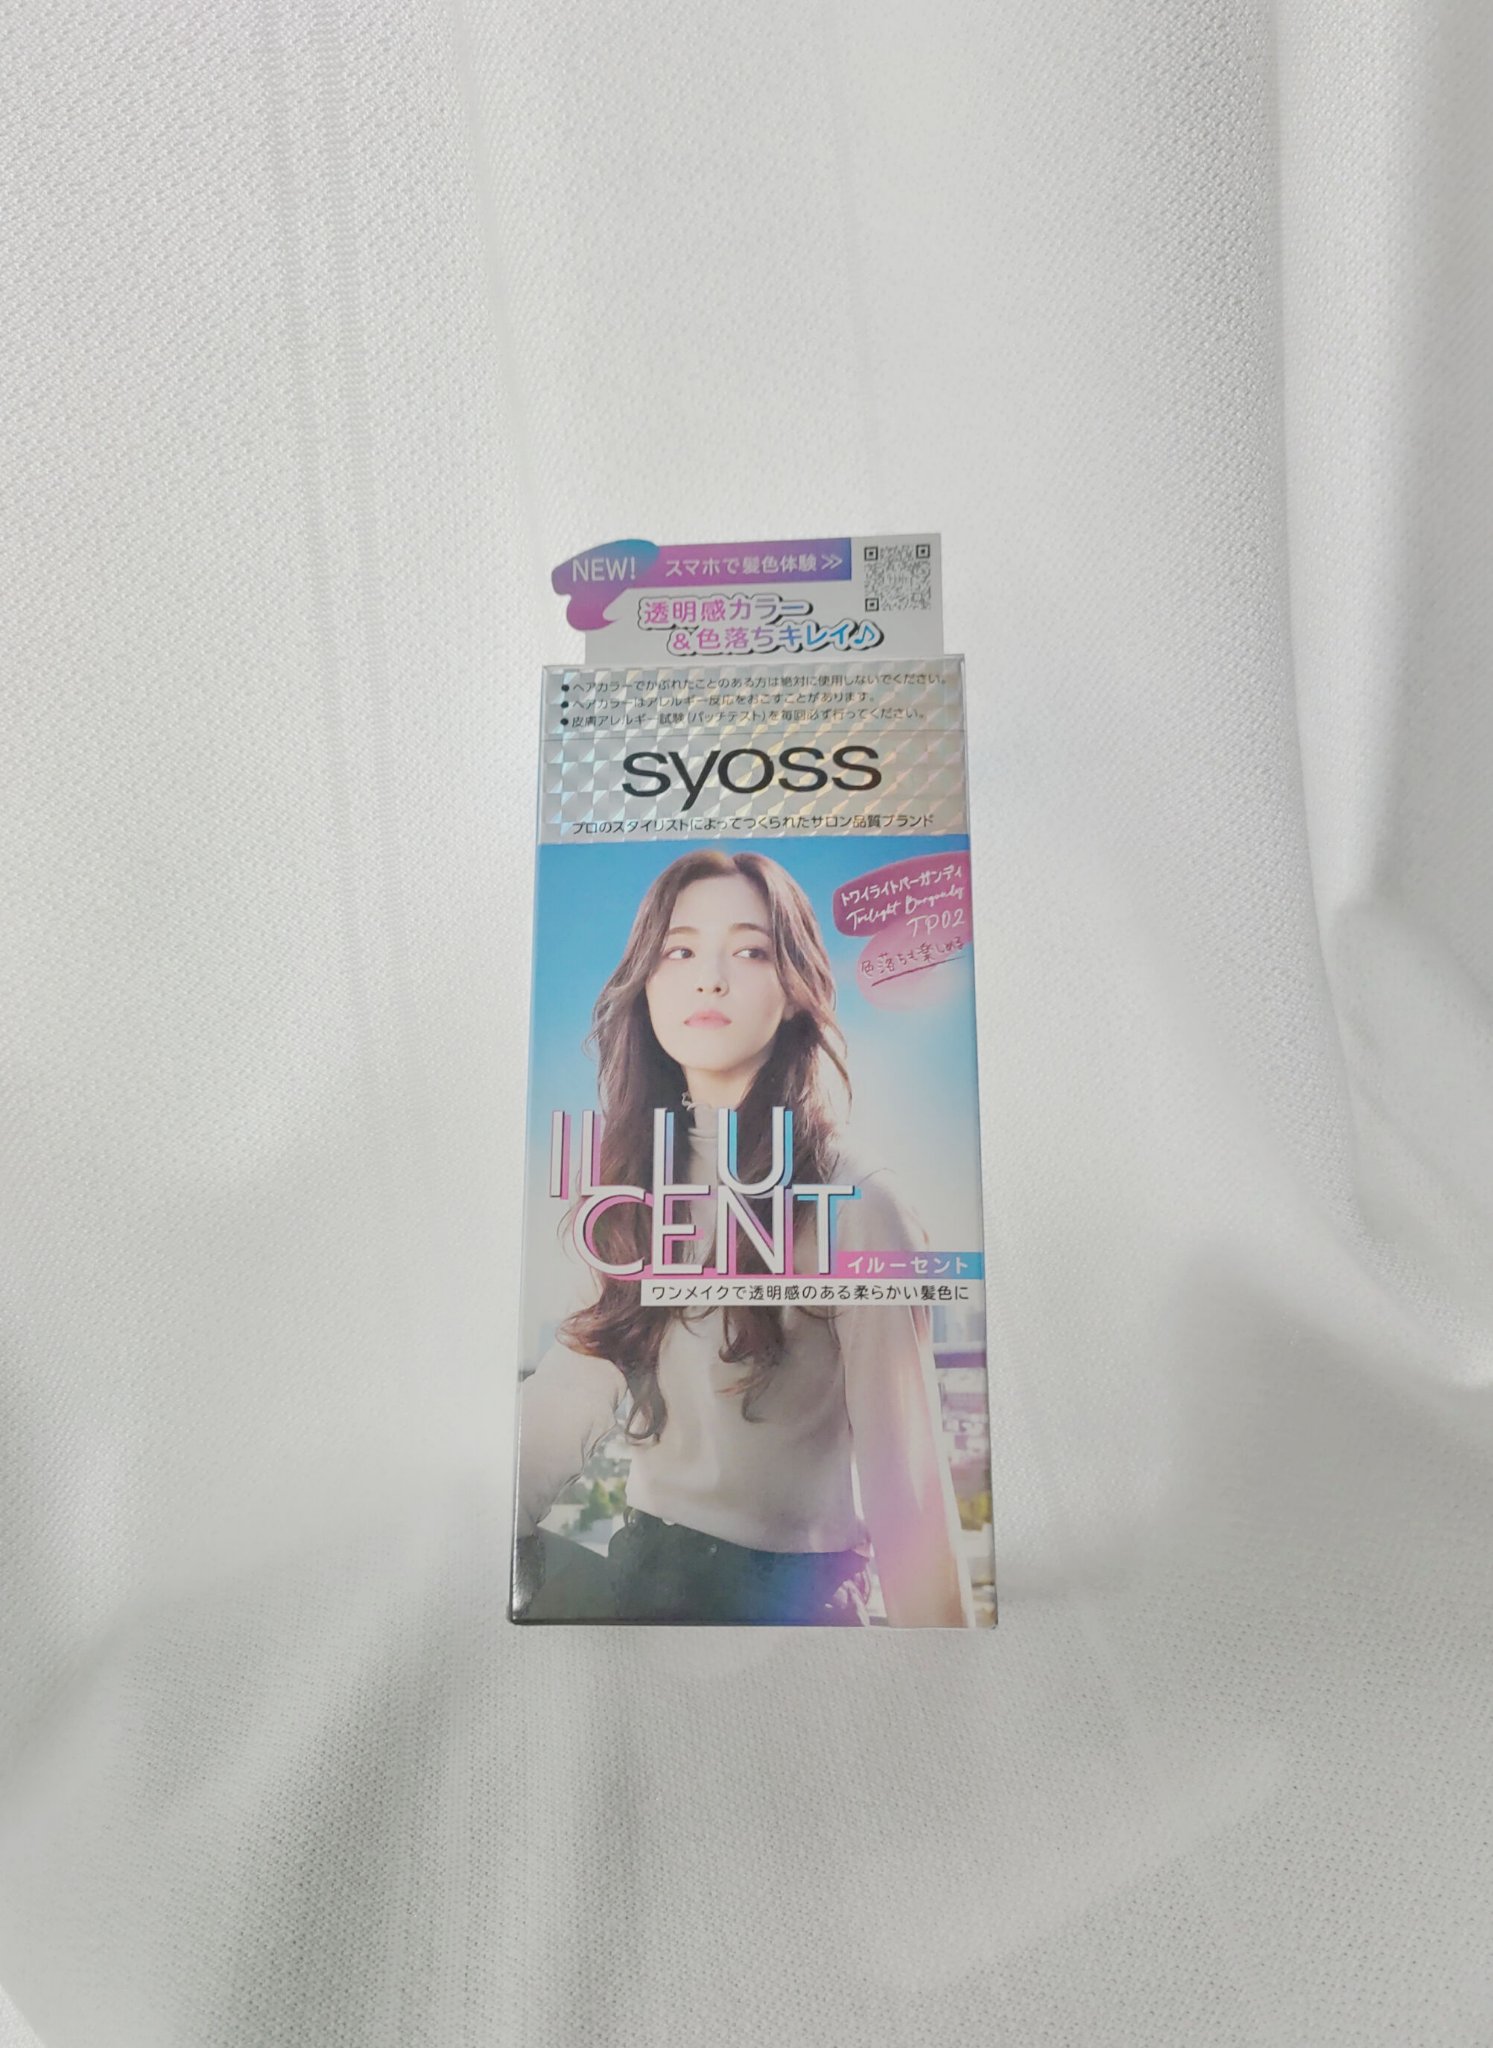 NEW!
スマホで髪色体験≫
透明感カラー
&色落ちキレイ♪
●ヘアカラーでかぶれたことのある方は絶対に使用しないでください。
●ヘアカラーはアレルギー反応をおこすことがあります。
●皮膚アレルギー試験(パッチテスト)を毎回必ず行ってください。
syoss
プロのスタイリストによってつくられたサロン品質ブランド
トワイライトバーガンディ
Twilight Burgundy
TP02
色落ちも楽しめる
ILLU
CENT
イルーセント
ワンメイクで透明感のある柔らかい髪色に